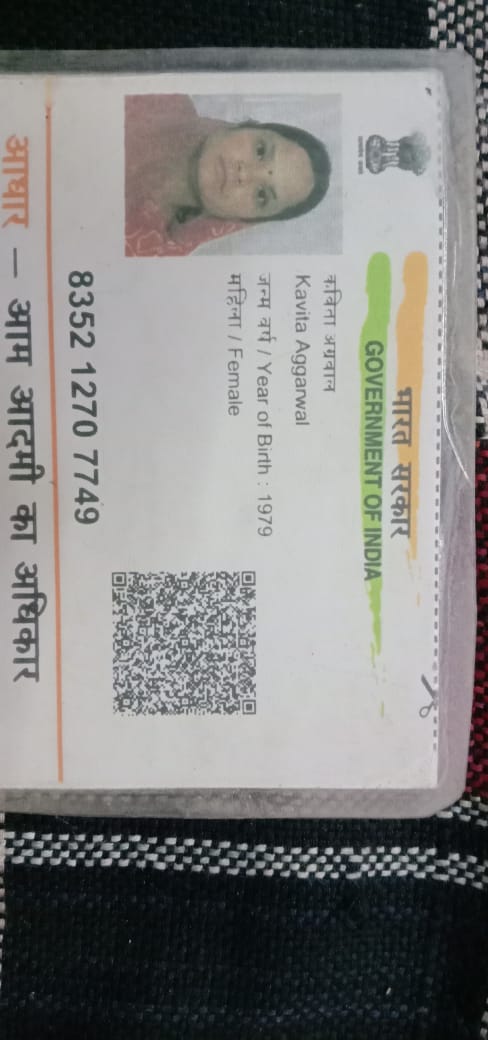 भारत सरकार
GOVERNMENT OF INDIA
कविता अग्रवाल
Kavita Aggarwal
जन्म वर्ष / Year of Birth : 1979
महिला / Female
8352 1270 7749
आधार – आम आदमी का अधिकार